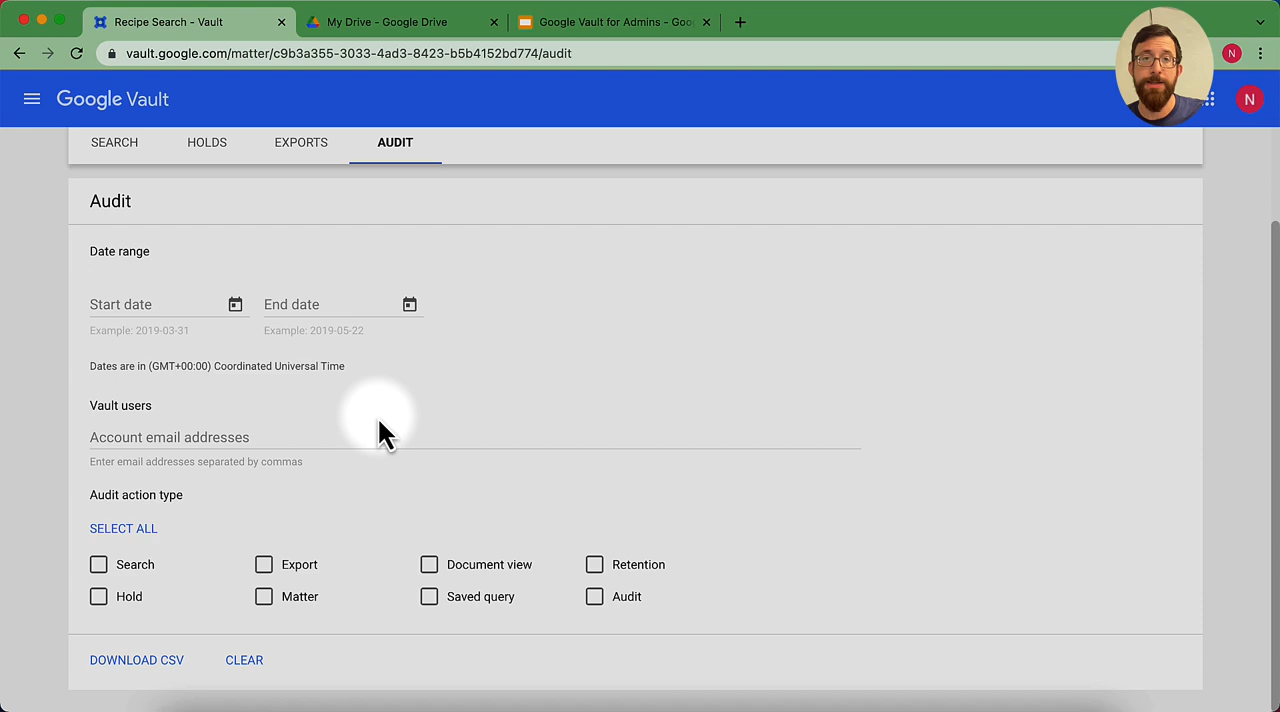 Recipe Search - Vault
My Drive - Google Drive
Google Vault for Admins - Goo
vault.google.com/matter/c9b3a355-3033-4ad3-8423-b5b4152bd774/audit
N
Google Vault
N
SEARCH HOLDS EXPORTS AUDIT
Audit
Date range
Start date End date
Example: 2019-03-31 Example: 2019-05-22
Dates are in (GMT+00:00) Coordinated Universal Time
Vault users
Account email addresses
Enter email addresses separated by commas
Audit action type
SELECT ALL
Search Export Document view Retention
Hold Matter Saved query Audit
DOWNLOAD CSV CLEAR